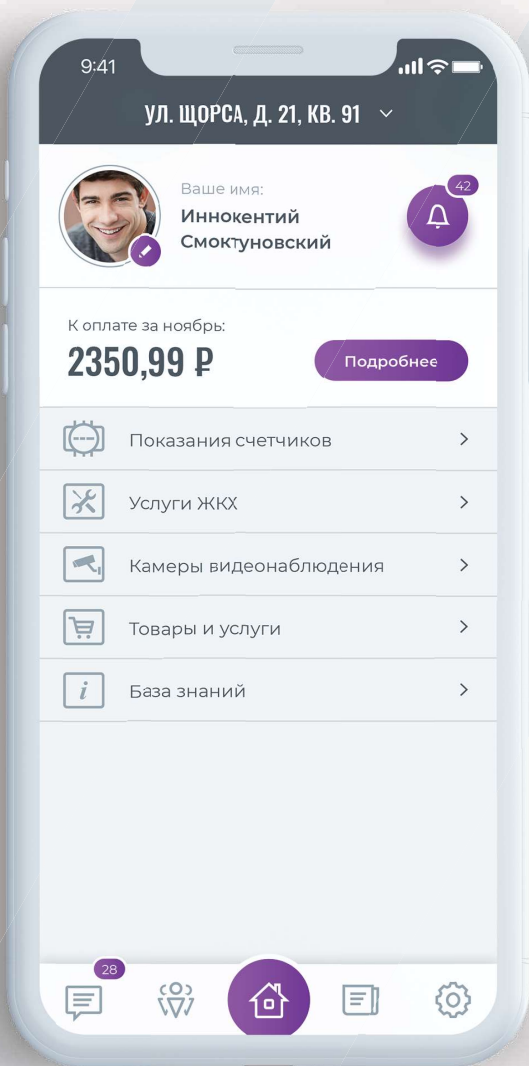 9:41
УЛ. ЩОРСА, Д. 21, КВ. 91
Ваше имя:
42
Иннокентий
Смоктуновский
К оплате за ноябрь:
2350,99 ₽
Подробнее
Показания счетчиков
Услуги ЖКХ
Камеры видеонаблюдения
Товары и услуги
i База знаний
28